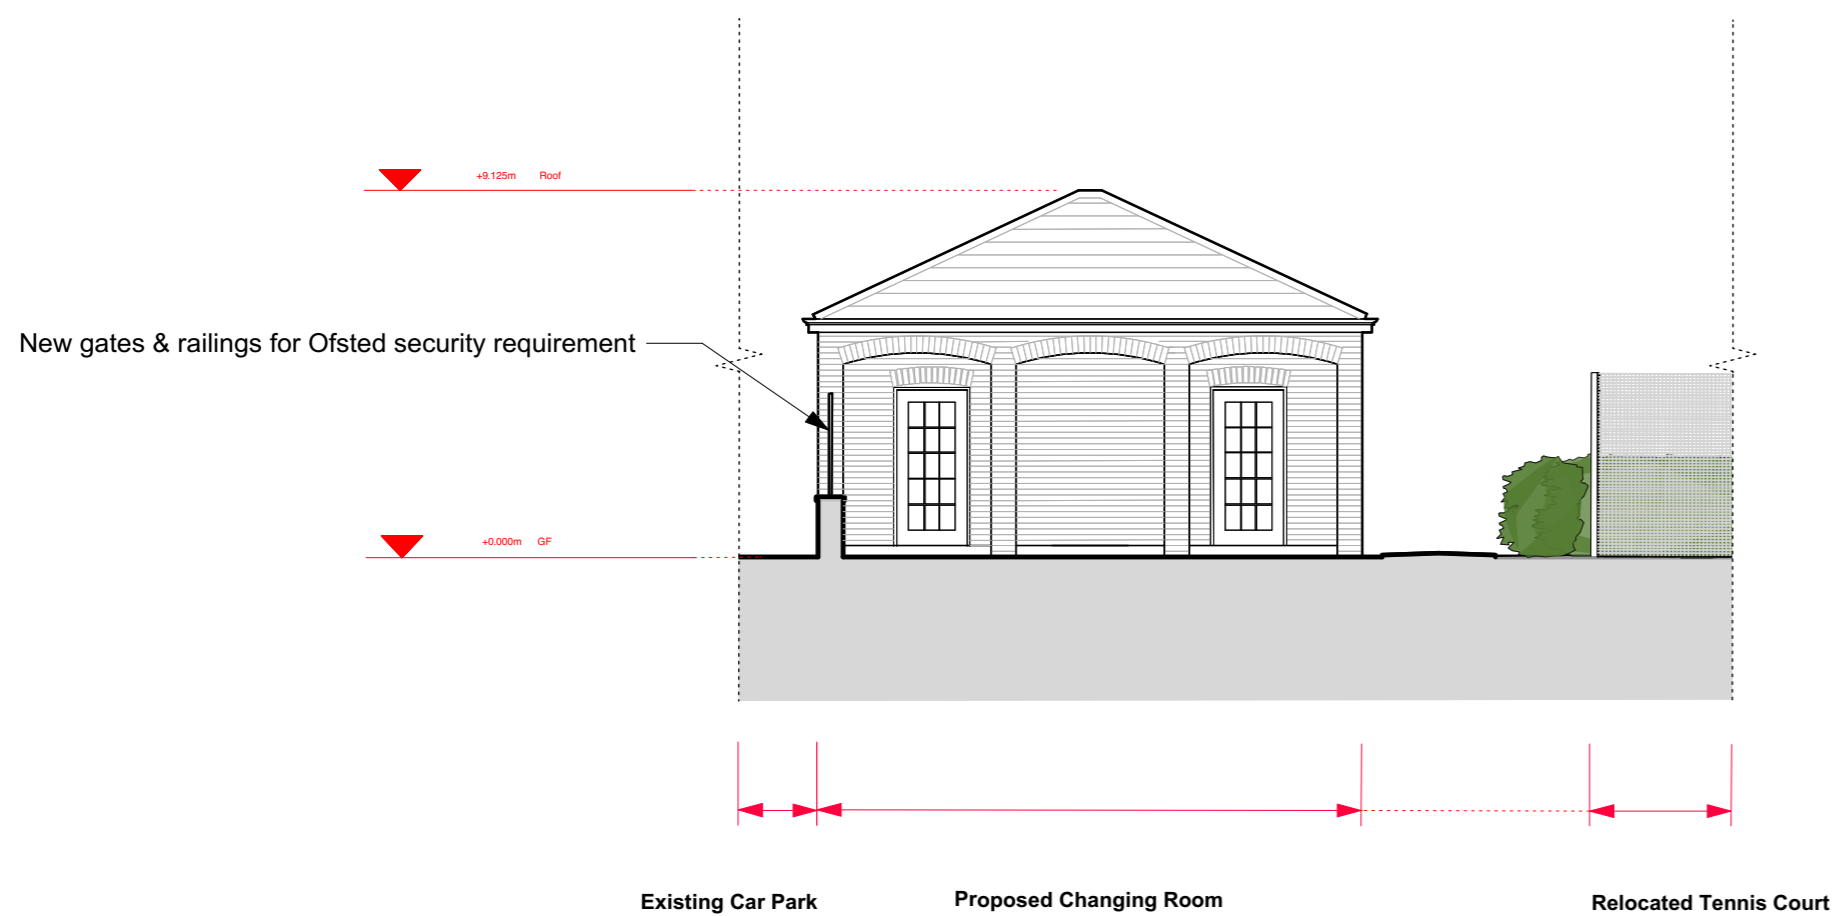 +9.125m Roof
New gates & railings for Ofsted security requirement
+0.000m GF
Existing Car Park
Proposed Changing Room
Relocated Tennis Court